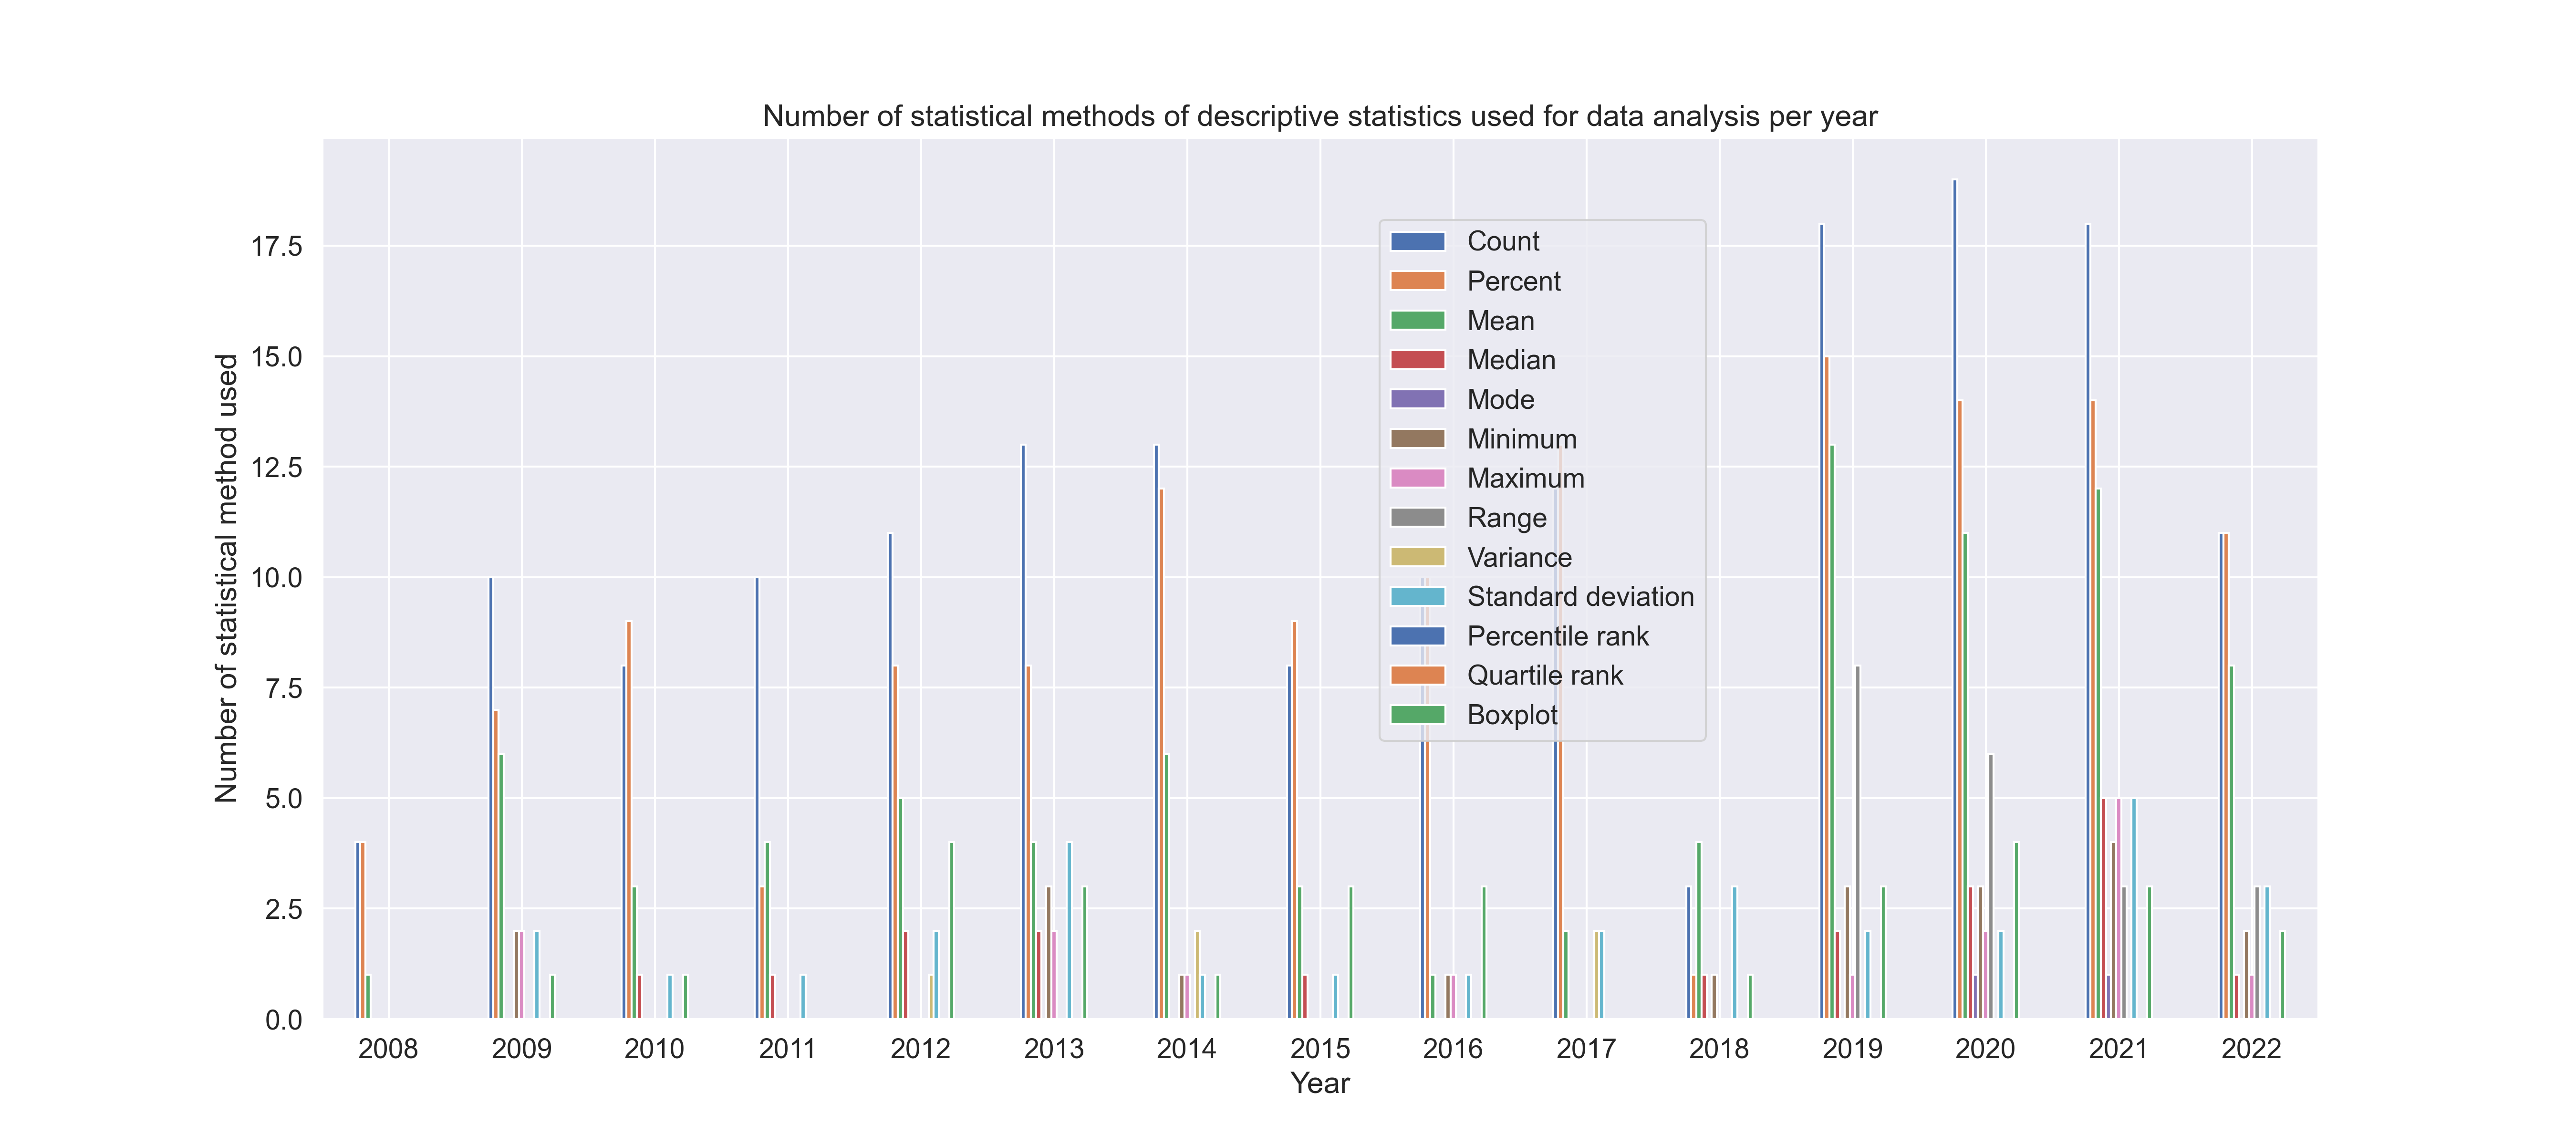 Number of statistical methods of descriptive statistics used for data analysis per year
Number of statistical method used
17.5
15.0
12.5
10.0
7.5
5.0
2.5
0.0
Count
Percent
Mean
Median
Mode
Minimum
Maximum
Range
Variance
Standard deviation
Percentile rank
Quartile rank
Boxplot
2008 2009 2010 2011 2012 2013 2014 2015 2016 2017 2018 2019 2020 2021 2022
Year